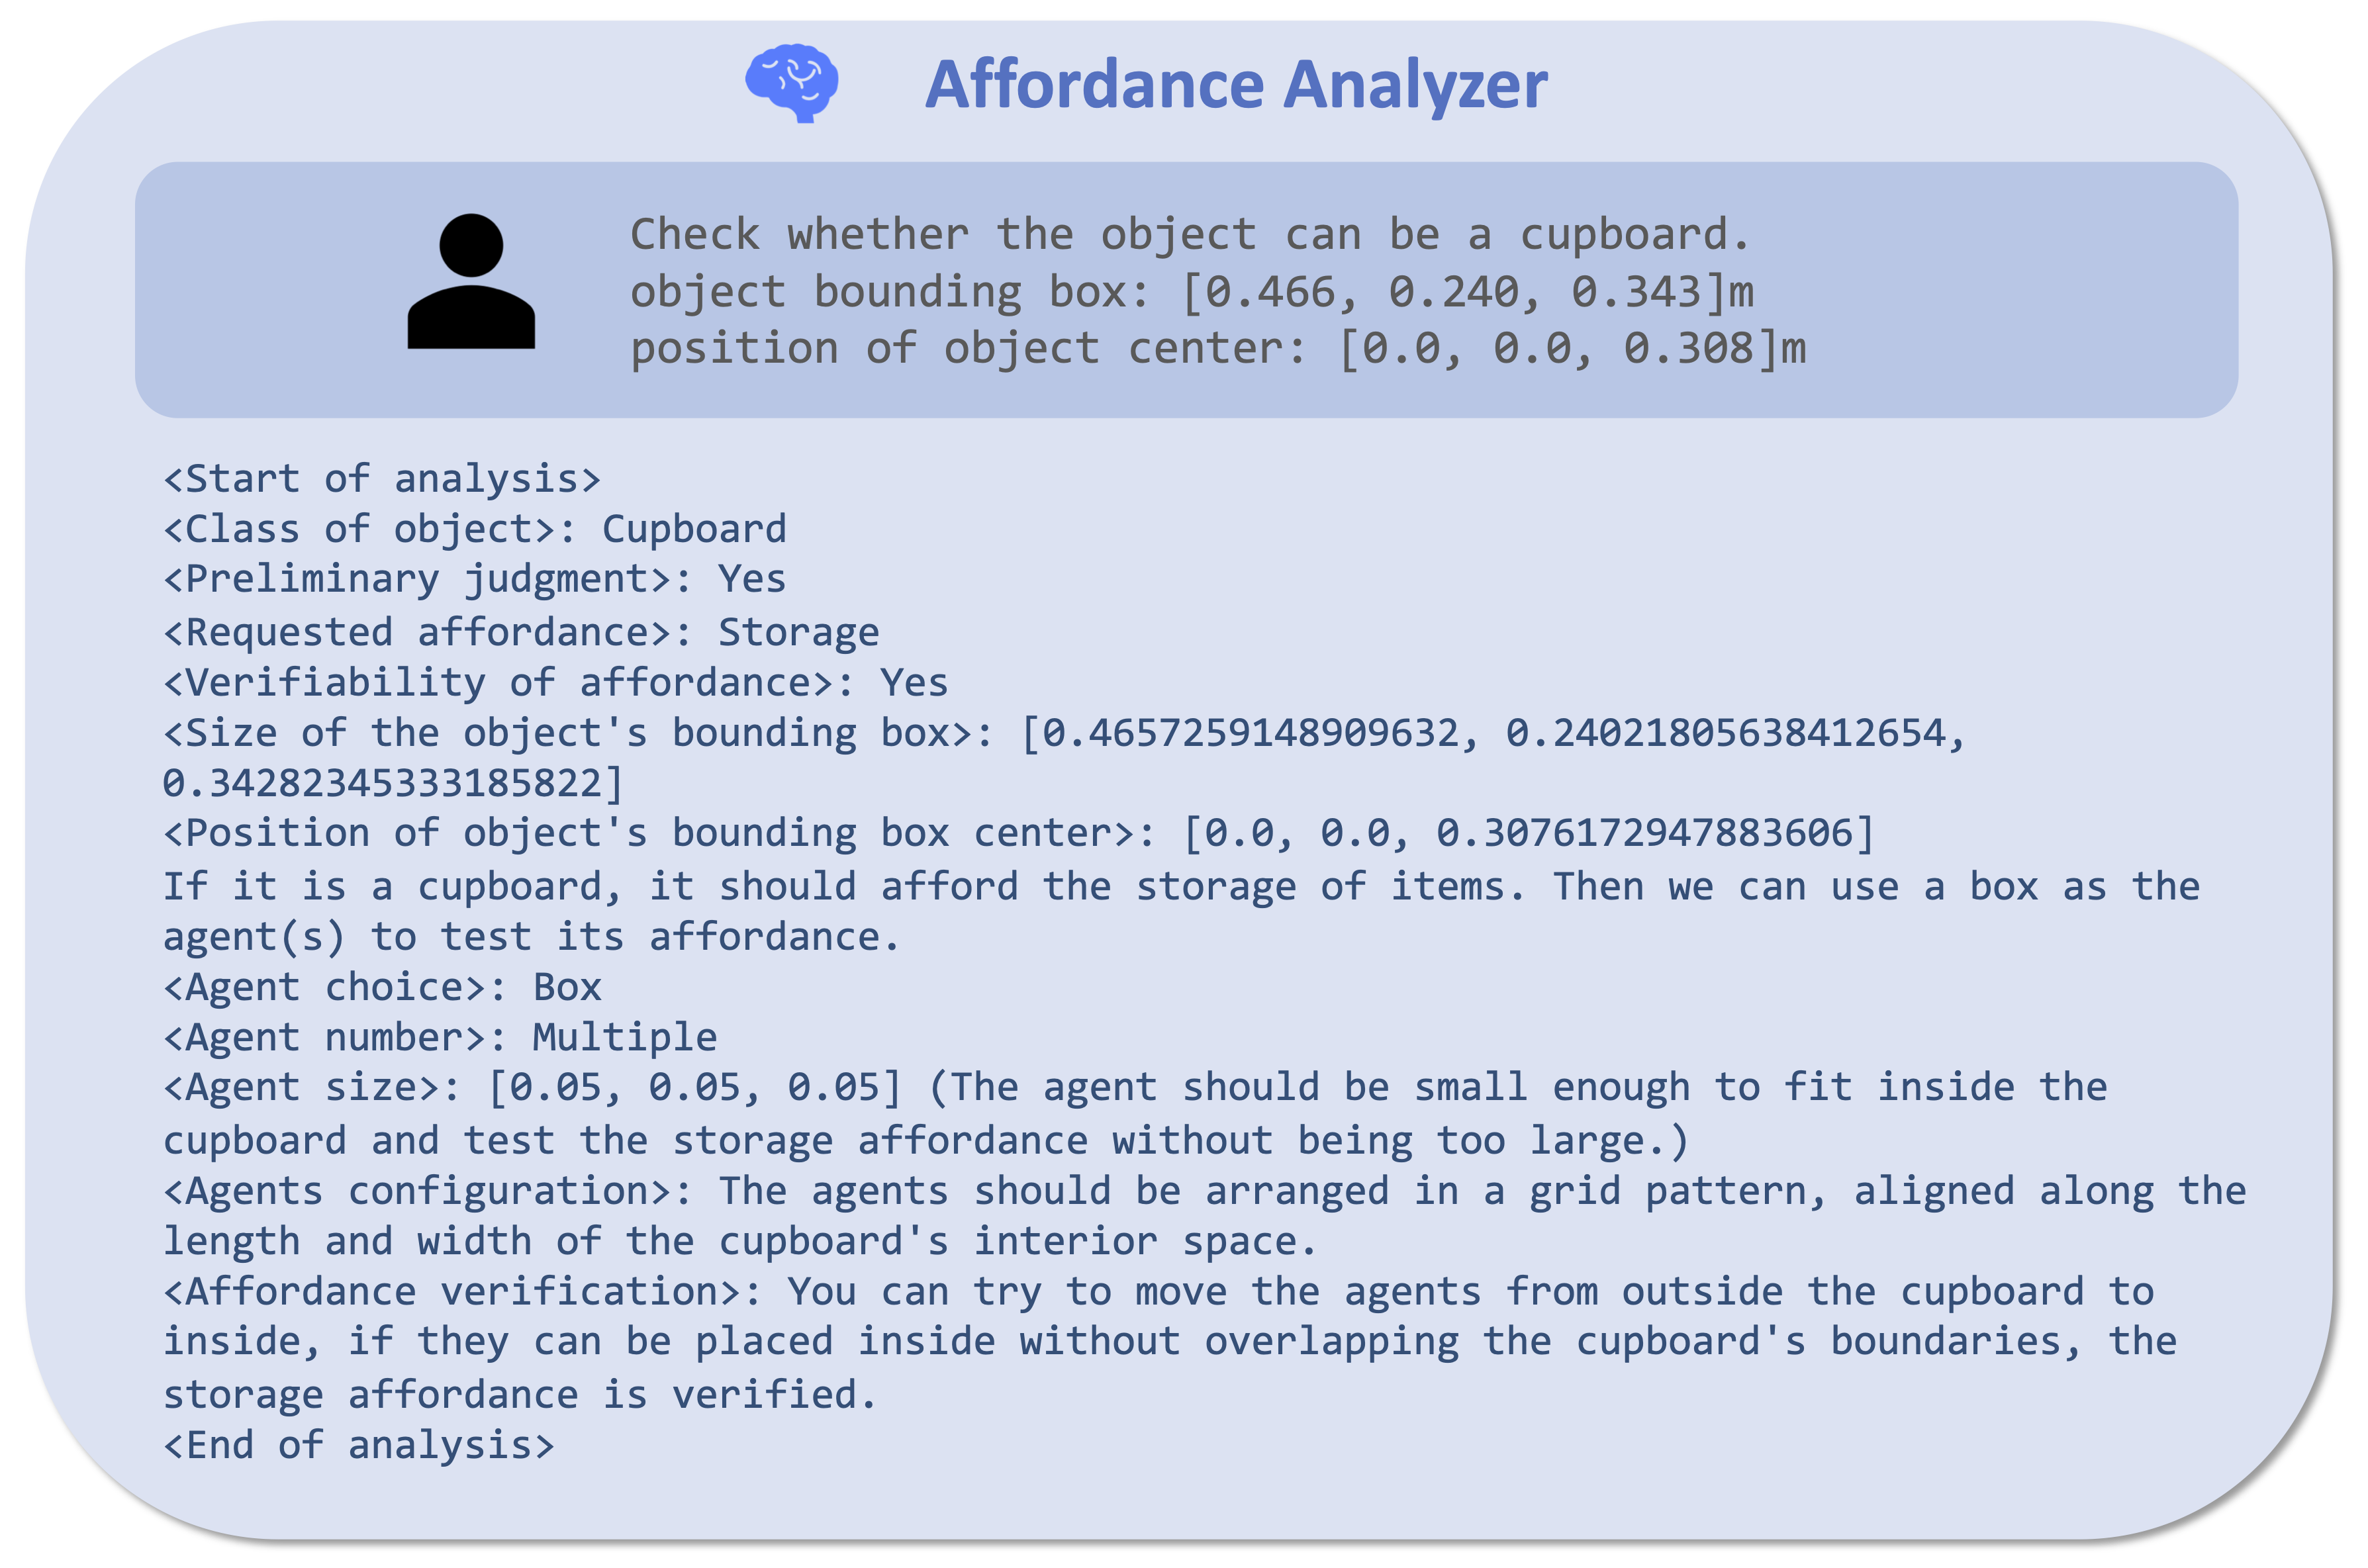 Affordance Analyzer
Check whether the object can be a cupboard.
object bounding box: [0.466, 0.240, 0.343]m
position of object center: [0.0, 0.0, 0.308]m
<Start of analysis>
<Class of object>: Cupboard
<Preliminary judgment>: Yes
<Requested affordance>: Storage
<Verifiability of affordance>: Yes
<Size of the object's bounding box>: [0.4657259148909632, 0.24021805638412654,
0.34282345333185822]
<Position of object's bounding box center>: [0.0, 0.0, 0.3076172947883606]
If it is a cupboard, it should afford the storage of items. Then we can use a box as the
agent(s) to test its affordance.
<Agent choice>: Box
<Agent number>: Multiple
<Agent size>: [0.05, 0.05, 0.05] (The agent should be small enough to fit inside the
cupboard and test the storage affordance without being too large.)
<Agents configuration>: The agents should be arranged in a grid pattern, aligned along the
length and width of the cupboard's interior space.
<Affordance verification>: You can try to move the agents from outside the cupboard to
inside, if they can be placed inside without overlapping the cupboard's boundaries, the
storage affordance is verified.
<End of analysis>